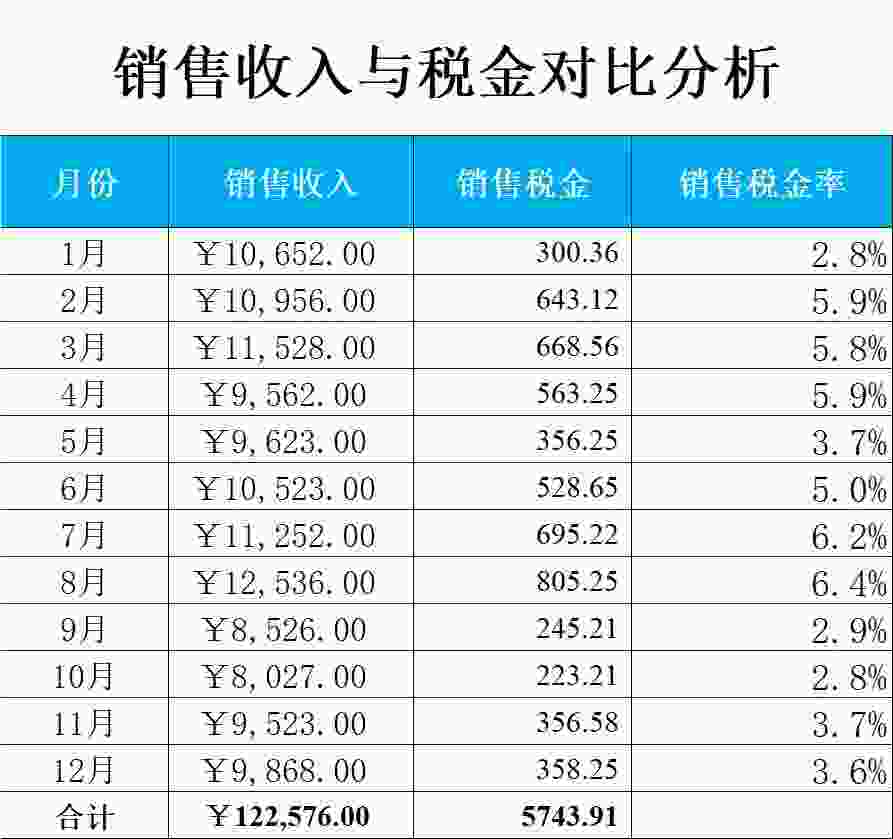 销售收入与税金对比分析
月份 销售收入 销售税金 销售税金率
1月 ￥10,652.00 300.36 2.8%
2月 ￥10,956.00 643.12 5.9%
3月 ￥11,528.00 668.56 5.8%
4月 ￥9,562.00 563.25 5.9%
5月 ￥9,623.00 356.25 3.7%
6月 ￥10,523.00 528.65 5.0%
7月 ￥11,252.00 695.22 6.2%
8月 ￥12,536.00 805.25 6.4%
9月 ￥8,526.00 245.21 2.9%
10月 ￥8,027.00 223.21 2.8%
11月 ￥9,523.00 356.58 3.7%
12月 ￥9,868.00 358.25 3.6%
合计 ￥122,576.00 5743.91